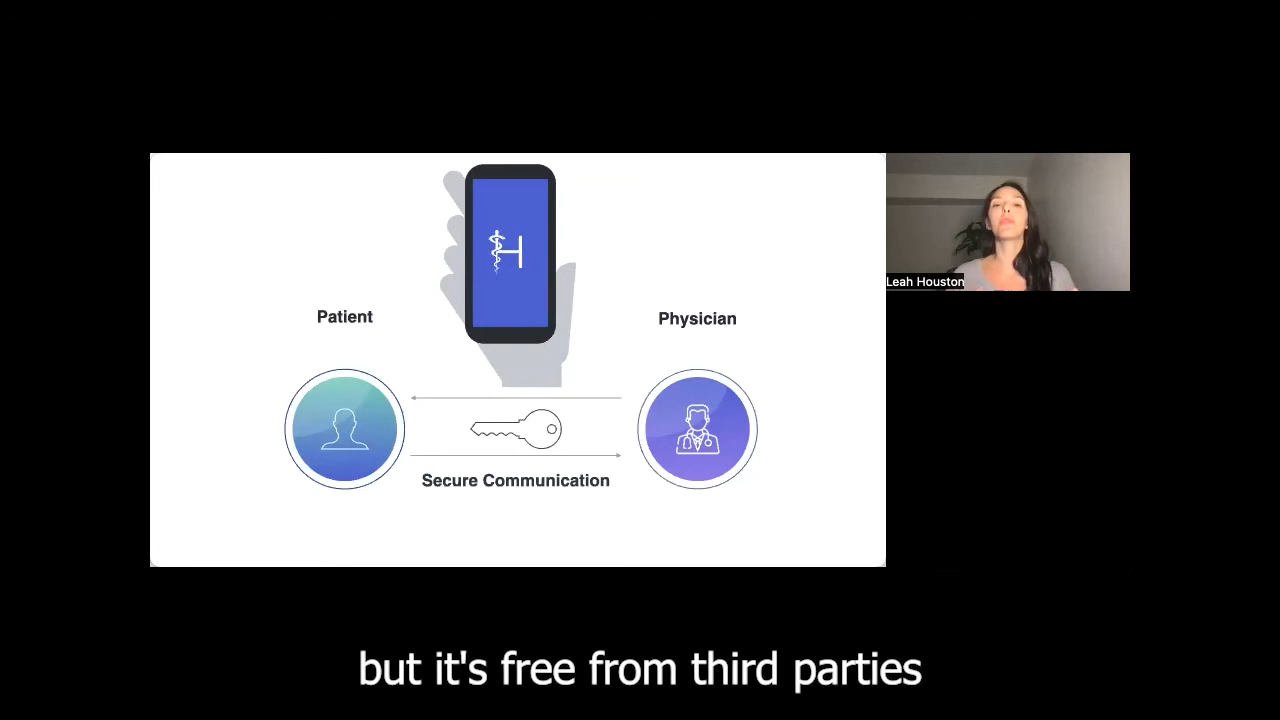 Patient
Physician
Secure Communication
Leah Houston
but it's free from third parties